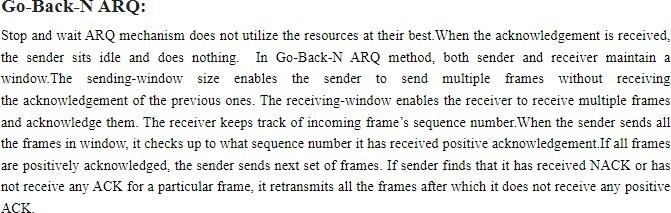 Go-Back-N ARQ:
Stop and wait ARQ mechanism does not utilize the resources at their best.When the acknowledgement is received,
the sender sits idle and does nothing. In Go-Back-N ARQ method, both sender and receiver maintain a
window.The sending-window size enables the sender to send multiple frames without receiving
the acknowledgement of the previous ones. The receiving-window enables the receiver to receive multiple frames
and acknowledge them. The receiver keeps track of incoming frame's sequence number.When the sender sends all
the frames in window, it checks up to what sequence number it has received positive acknowledgement.If all frames
are positively acknowledged, the sender sends next set of frames. If sender finds that it has received NACK or has
not receive any ACK for a particular frame, it retransmits all the frames after which it does not receive any positive
ACK.